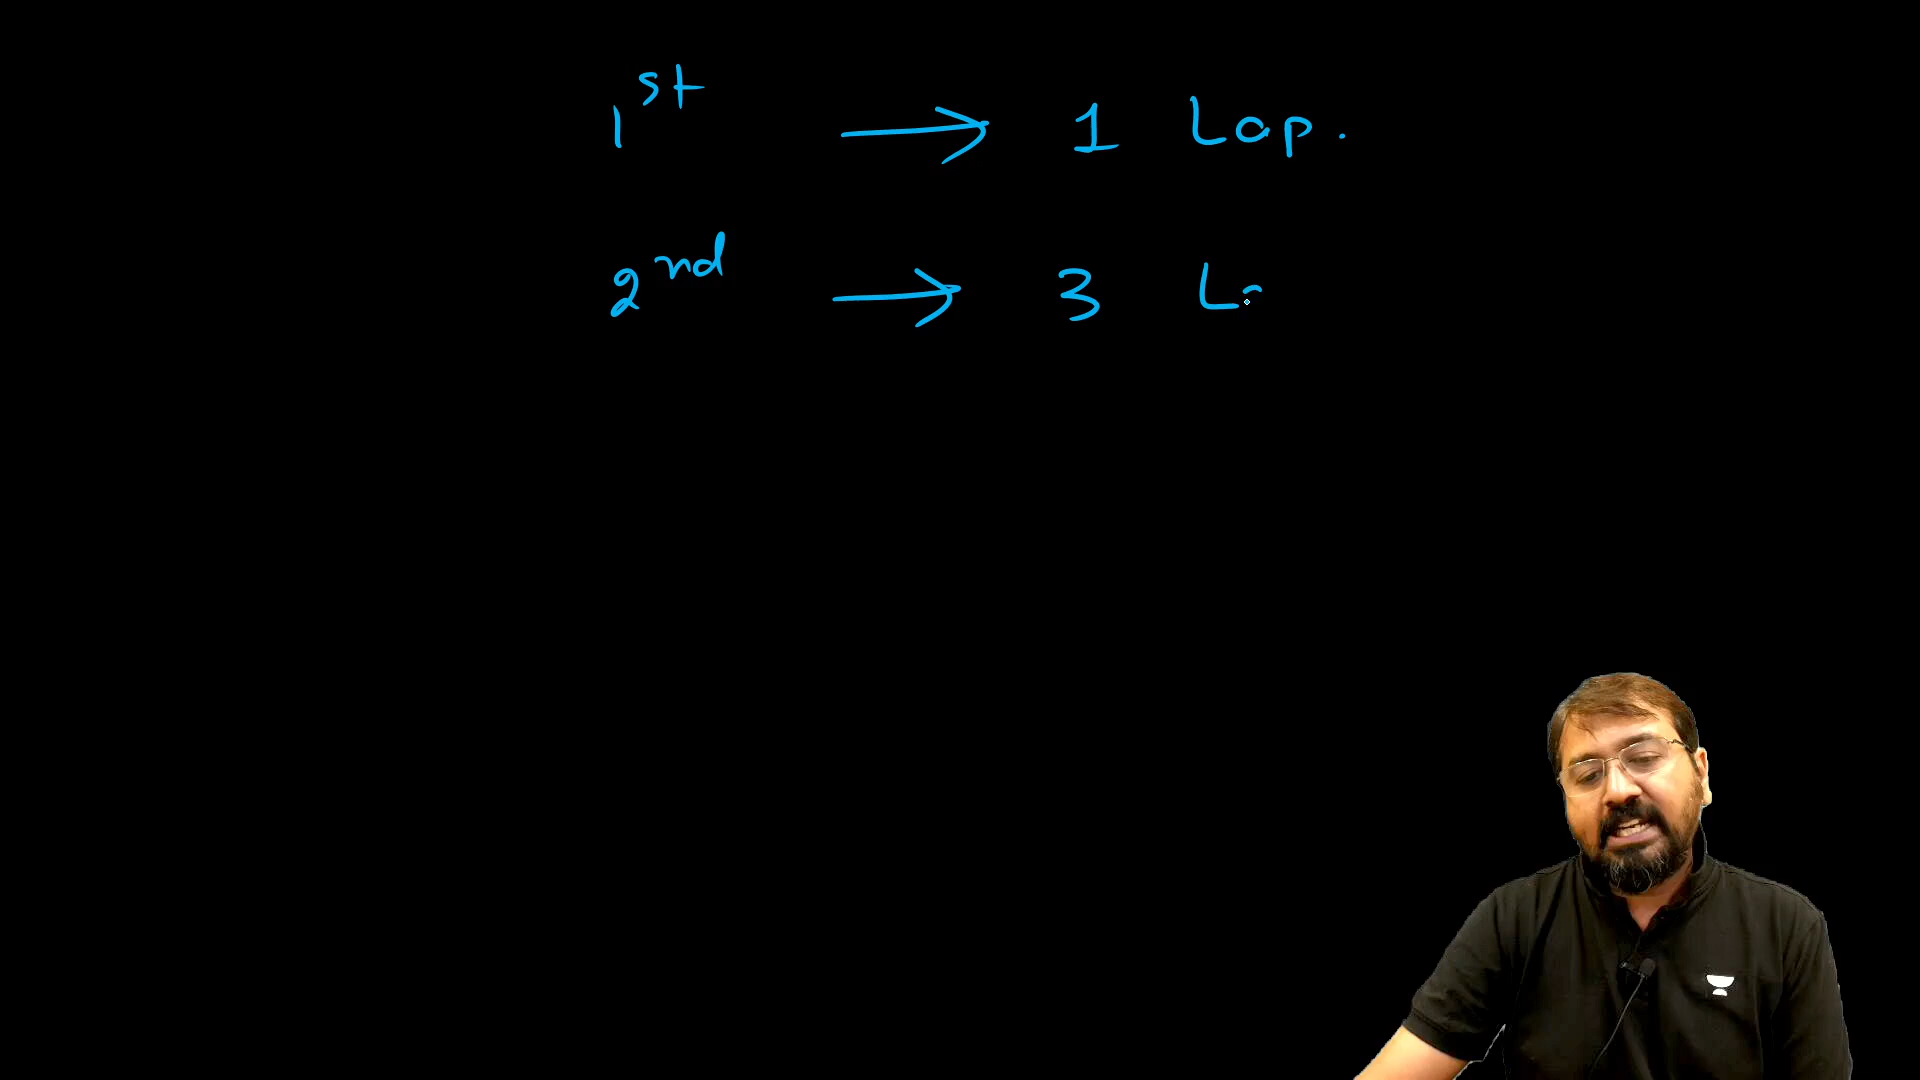 1st → 1 Lap.
2nd → 3